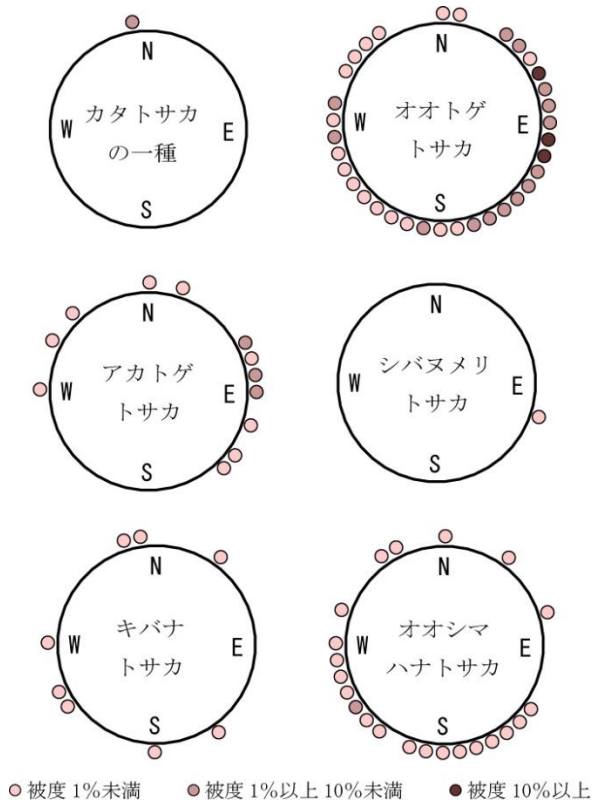 N
カタトサカ
W E
の一種
S
N
オオトゲ
W E
トサカ
S
N
アカトゲ
W E
トサカ
S
N
シバヌメリ
W E
トサカ
S
N
キバナ
W E
トサカ
S
N
オオシマ
W E
ハナトサカ
S
被度 1%未満 被度 1%以上 10%未満 被度 10%以上